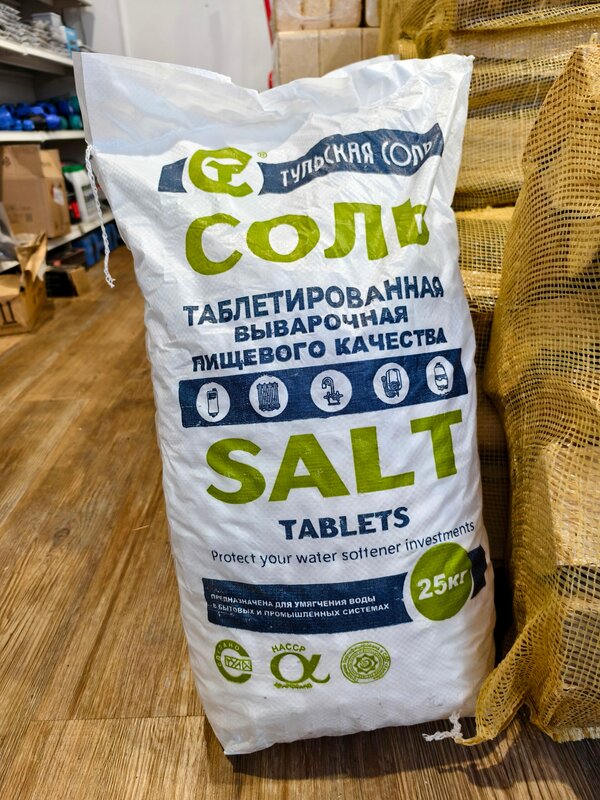 ТУЛЬСКАЯ СОЛЬ
СОЛЬ
ТАБЛЕТИРОВАННАЯ
ВЫВАРОЧНАЯ
ПИЩЕВОГО КАЧЕСТВА
SALT
TABLETS
Protect your water softener investments
25кг
ПРЕДНАЗНАЧЕНА ДЛЯ УМЯГЧЕНИЯ ВОДЫ
В БЫТОВЫХ И ПРОМЫШЛЕННЫХ СИСТЕМАХ
HACCP